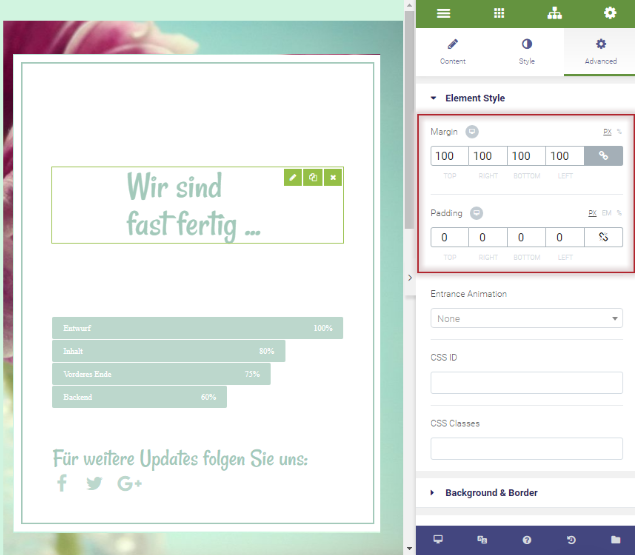 Content
Style
Advanced
Element Style
Margin
PX %
100 100 100 100
TOP RIGHT BOTTOM LEFT
Padding
PX EM %
0 0 0 0
TOP RIGHT BOTTOM LEFT
Entrance Animation
None
CSS ID
CSS Classes
Background & Border
Wir sind
fast fertig ...
Entwurf 100%
Inhalt 80%
Vorderes Ende 75%
Backend 60%
Für weitere Updates folgen Sie uns: